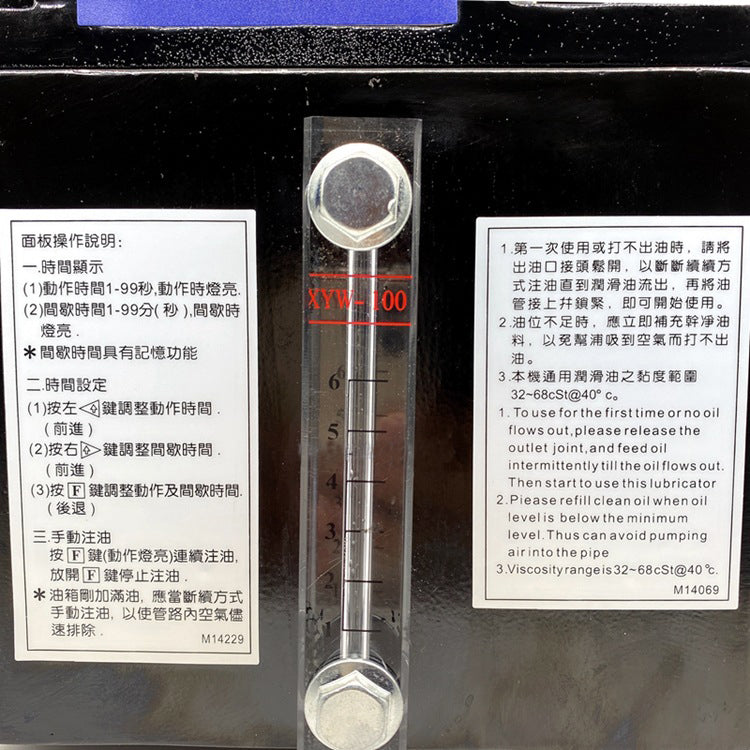 面板操作說明:
一.時間顯示
(1)動作時間1-99秒,動作時燈亮.
(2)間歇時間1-99分(秒),間歇時
燈亮.
*間歇時間具有記憶功能
二.時間設定
(1)按左鍵調整動作時間.
(前進)
(2)按右鍵調整間歇時間.
(前進)
(3)按F鍵調整動作及間歇時間.
(後退)
三.手動注油
按F鍵(動作燈亮)連續注油,
放開F鍵停止注油.
*油箱剛加滿油,應當斷續方式
手動注油,以使管路內空氣儘
速排除.
M14229
XYW-100
6
5
4
3
2
1
1.第一次使用或打不出油時，請將
出油口接頭鬆開，以斷斷續續方
式注油直到潤滑油流出，再將油
管接上幷鎖緊，即可開始使用。
2.油位不足時，應立即補充幹净油
料，以免幫浦吸到空氣而打不出
油。
3.本機通用潤滑油之黏度範圍
32~68cSt@40°c。
1. To use for the first time or no oil
flows out,please release the
outlet joint,and feed oil
intermittently till the oil flows out.
Then start to use this lubricator
2.Piease refill clean oil when oil
level is below the minimum
level.Thus can avoid pumping
air into the pipe
3.Viscosity range is 32~68cSt@40℃.
M14069